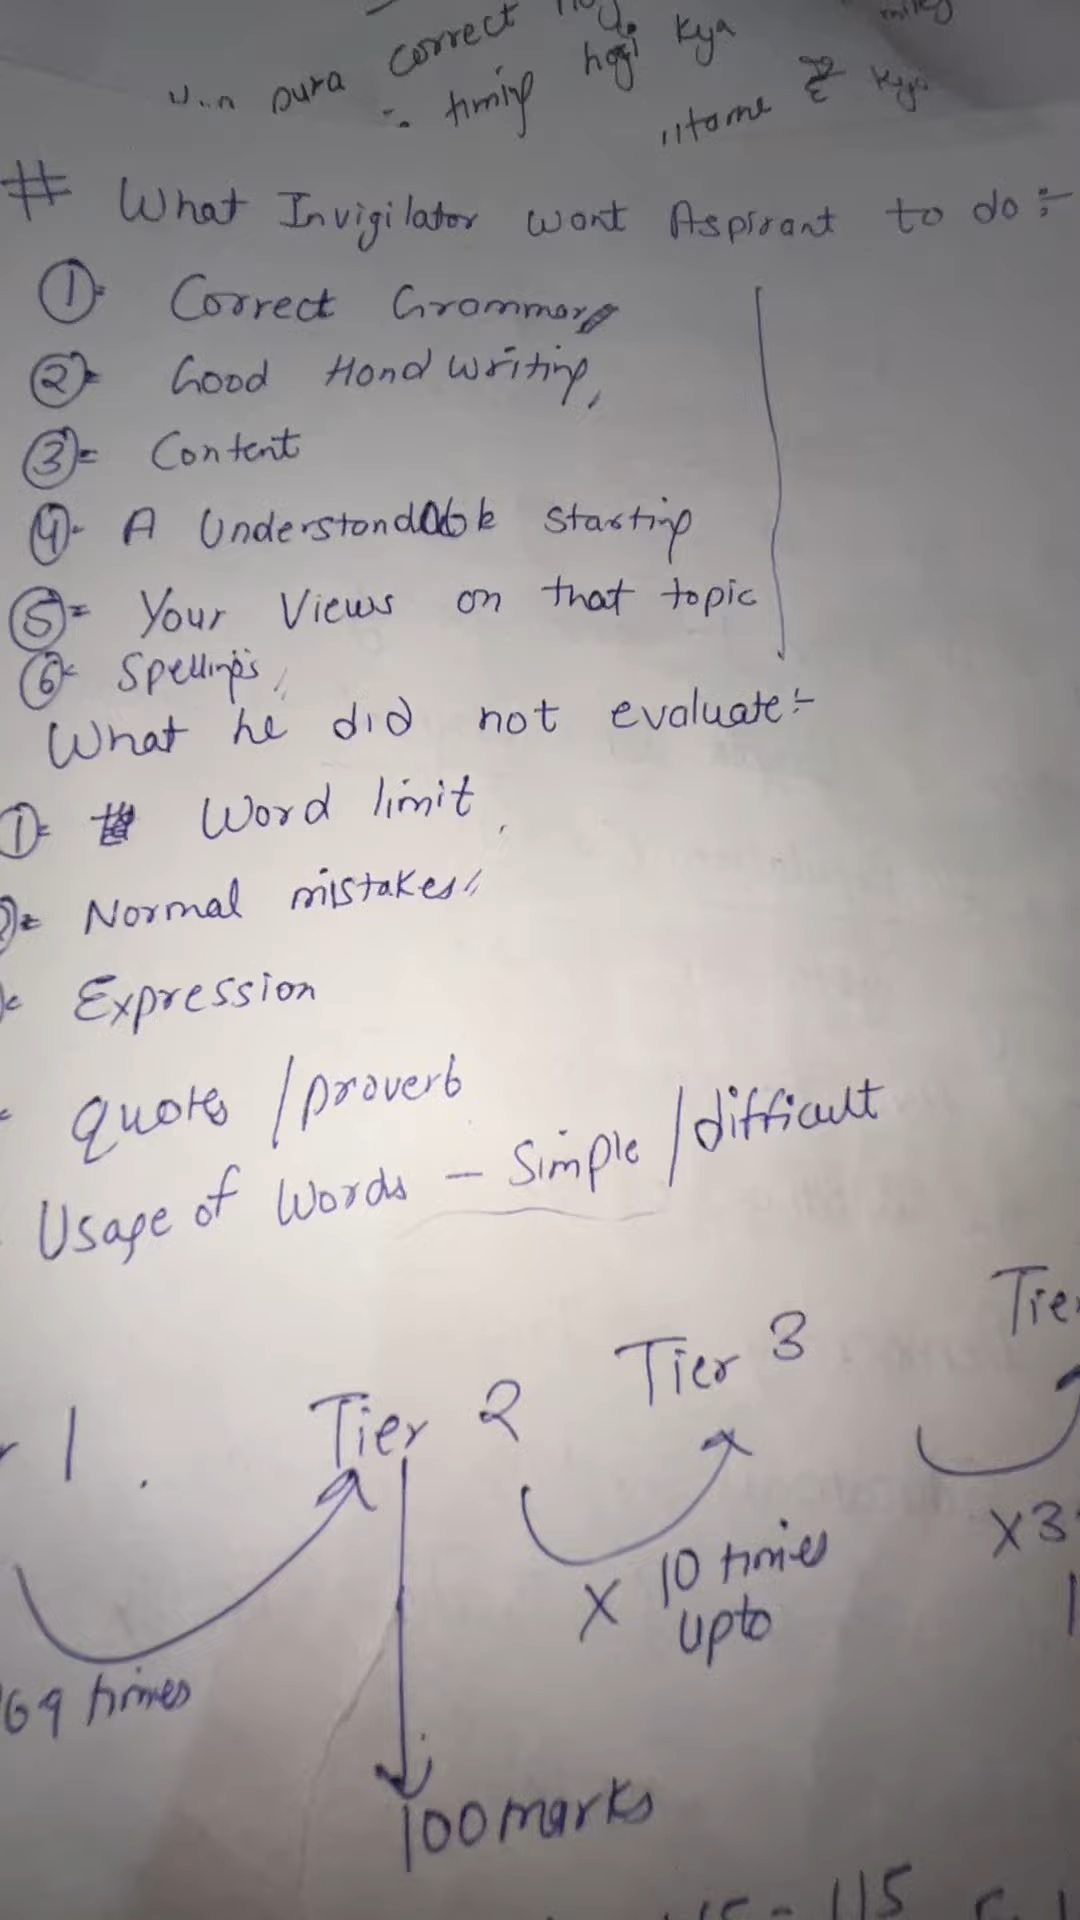 pura correct
timing hogi kya
kya
# What Invigilator want Aspirant to do :-
① Correct Grammar
② Good Hand Writing,
③ Content
④ A Understandable Starting
⑤ Your Views on that topic
⑥ Spellings
What he did not evaluate :-
① Word limit
Normal mistakes
Expression
quotes / proverb
Usage of Words - Simple / difficult
Tier 3
1 Tier 2
X 3
X 10 times
upto
69 times
100 marks
115